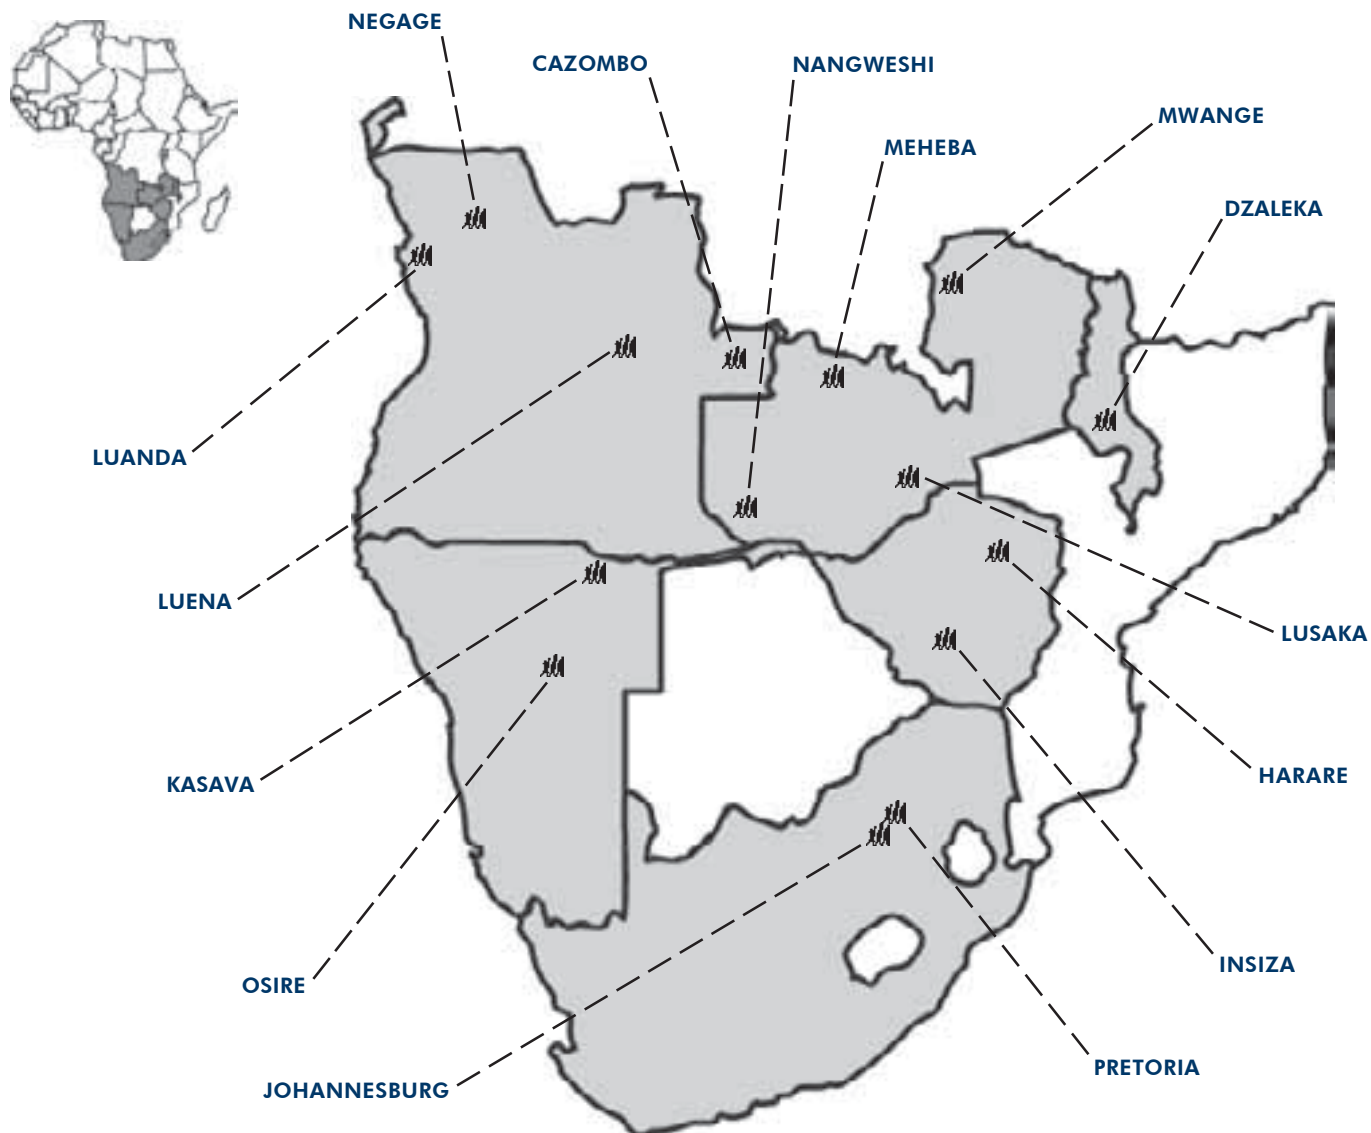 NEGAGE
CAZOMBO
NANGWESHI
MWANGE
MEHEBA
DZALEKA
LUANDA
LUENA
LUSAKA
KASAVA
HARARE
INSIZA
OSIRE
PRETORIA
JOHANNESBURG